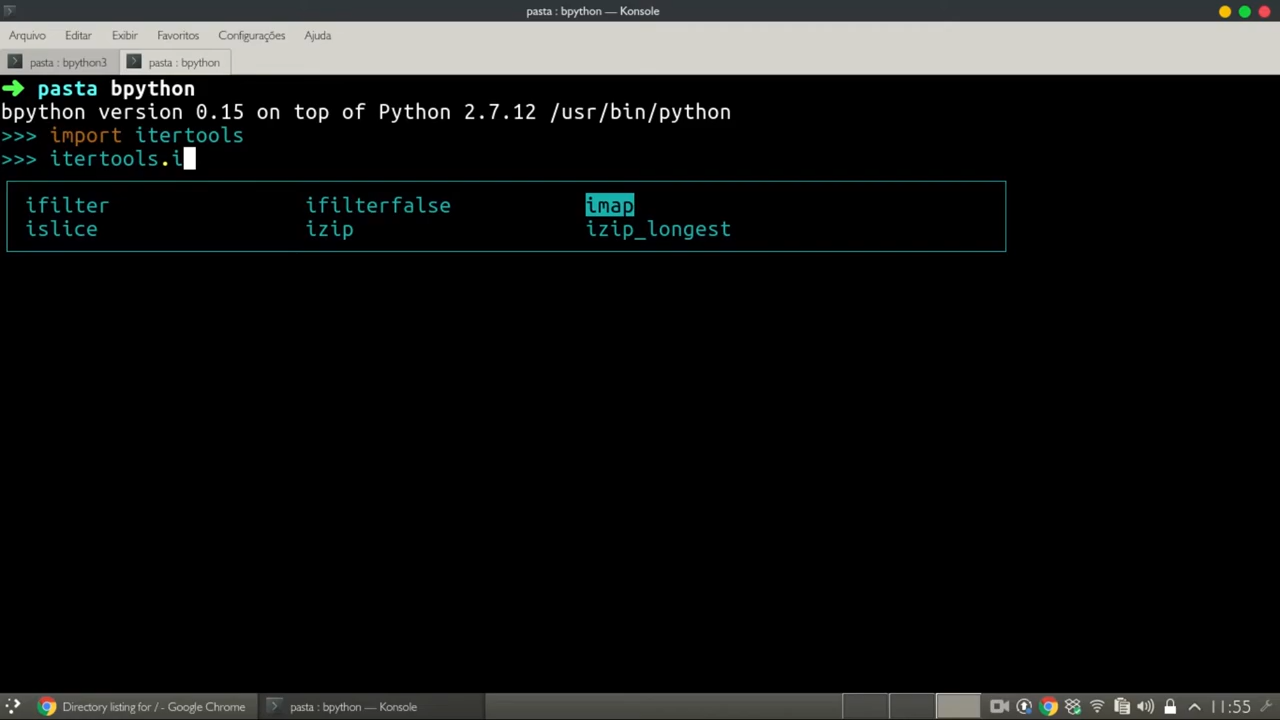 pasta : bpython — Konsole
Arquivo Editar Exibir Favoritos Configurações Ajuda
pasta : bpython3 pasta : bpython
➜ pasta bpython
bpython version 0.15 on top of Python 2.7.12 /usr/bin/python
>>> import itertools
>>> itertools.i
ifilter ifilterfalse imap
islice izip izip_longest
Directory listing for / - Google Chrome pasta : bpython — Konsole 11:55